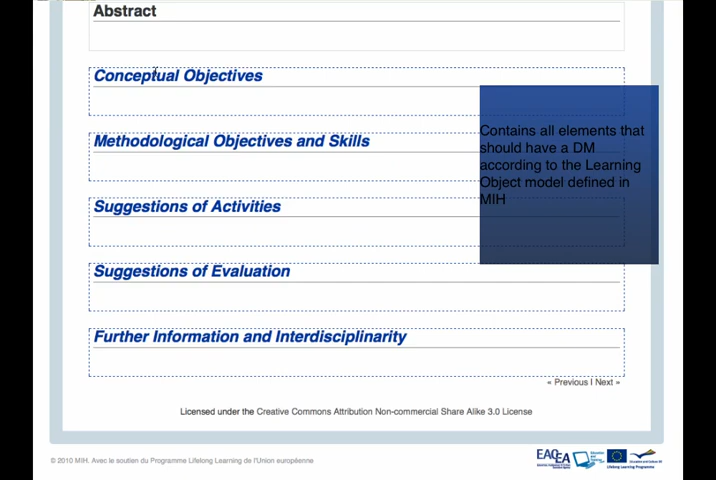 Abstract
Conceptual Objectives
Contains all elements that
should have a DM
according to the Learning
Object model defined in
MIH
Methodological Objectives and Skills
Suggestions of Activities
Suggestions of Evaluation
Further Information and Interdisciplinarity
« Previous | Next »
Licensed under the Creative Commons Attribution Non-commercial Share Alike 3.0 License
© 2010 MIH. Avec le soutien du Programme Lifelong Learning de l'Union européenne
Lifelong Learning Programme